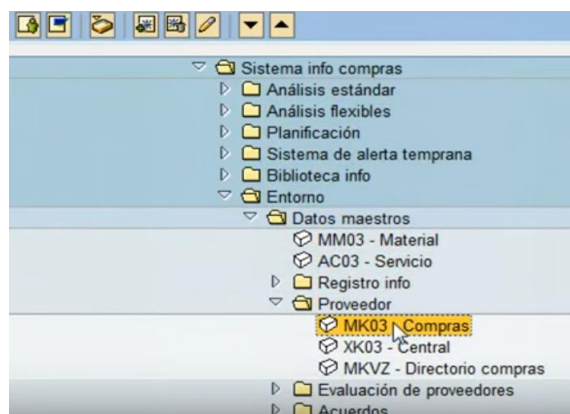 Sistema info compras
Análisis estándar
Análisis flexibles
Planificación
Sistema de alerta temprana
Biblioteca info
Entorno
Datos maestros
MM03 - Material
AC03 - Servicio
Registro info
Proveedor
MK03 - Compras
XK03 - Central
MKVZ - Directorio compras
Evaluación de proveedores
Acuerdos